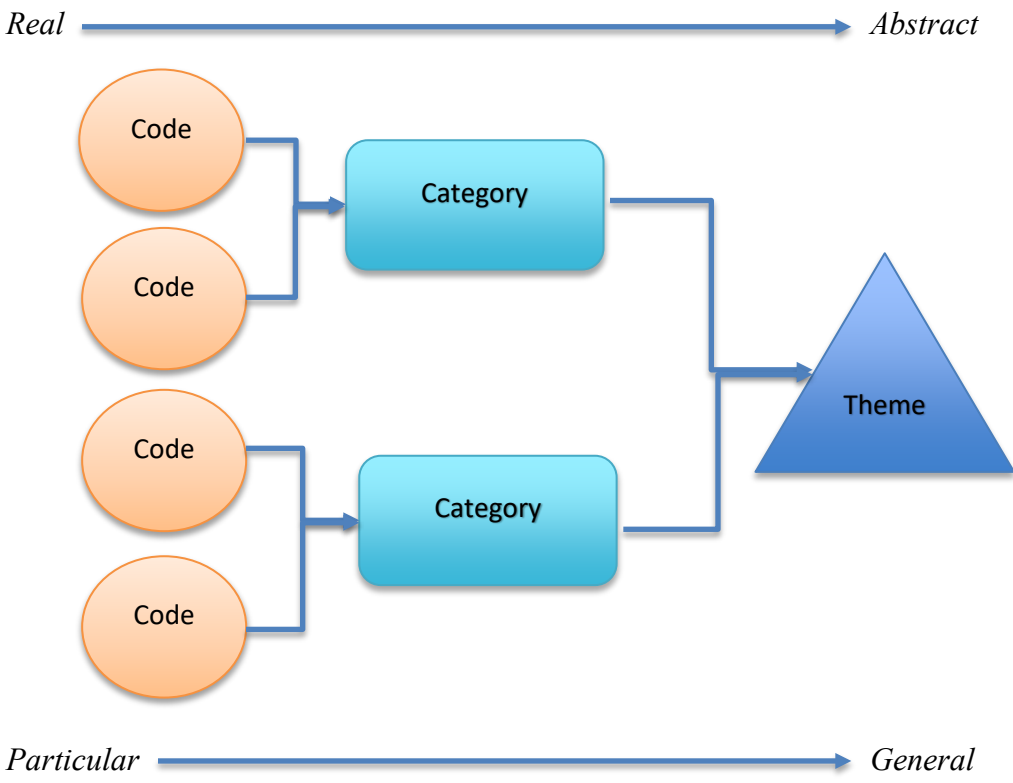 Real Abstract
Code
Category
Code
Theme
Code
Category
Code
Particular General